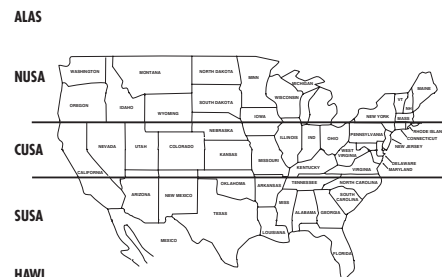 ALAS
NUSA
CUSA
SUSA
HAWI
WASHINGTON
MONTANA
NORTH DAKOTA
MINN
MICHIGAN
MAINE
OREGON
IDAHO
WYOMING
SOUTH DAKOTA
WISCONSIN
VT
NH
NEW YORK
MASS
IOWA
RHODE ISLAN
CONNECTICUT
NEW JERSEY
NEVADA
UTAH
COLORADO
NEBRASKA
KANSAS
ILLINOIS
IND
OHIO
PENNSYLVANIA
WEST
VIRGINIA
DELAWARE
MARYLAND
CALIFORNIA
MISSOURI
KENTUCKY
VIRGINIA
ARIZONA
NEW MEXICO
OKLAHOMA
ARKANSAS
TENNESSEE
NORTH CAROLINA
SOUTH
CAROLINA
TEXAS
MISS
ALABAMA
GEORGIA
LOUISIANA
MEXICO
FLORIDA